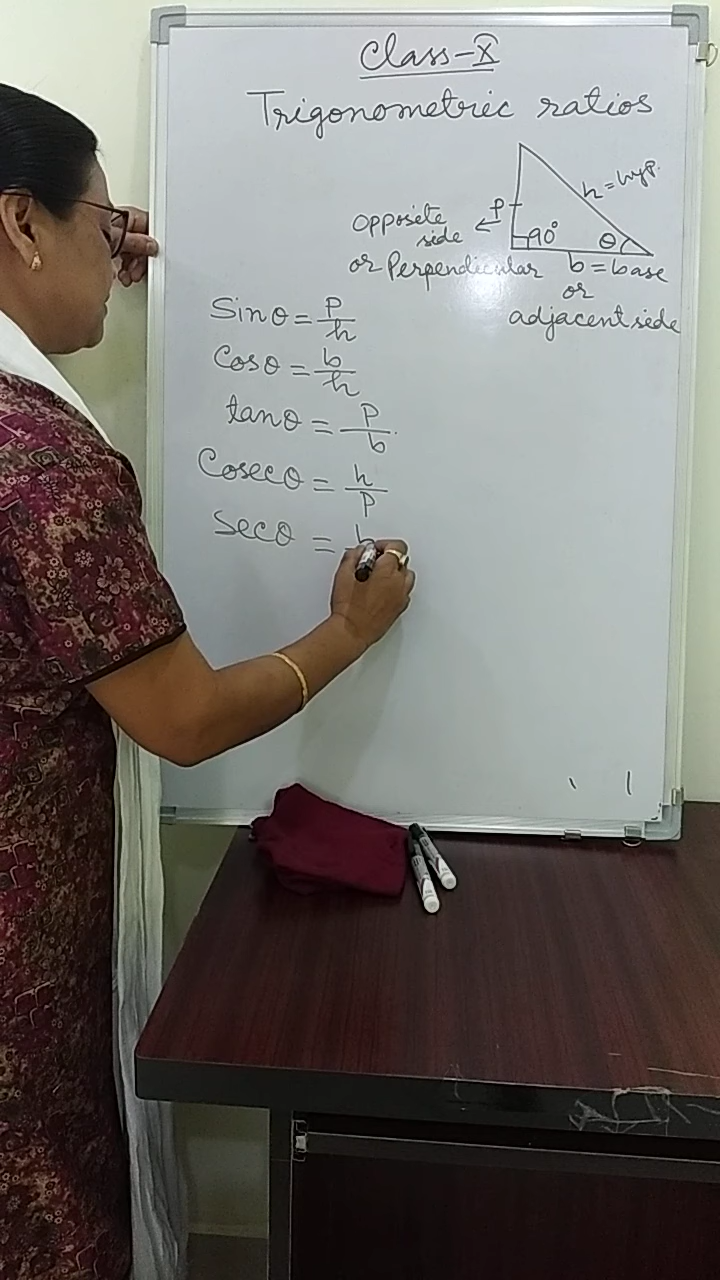 Class-X
Trigonometric ratios
h = hyp.
Opposite ← P
side
90° θ
or Perpendicular b = base
or
adjacent side
Sinθ = P/h
Cosθ = b/h
tanθ = P/b
Cosecθ = h/P
Secθ = h